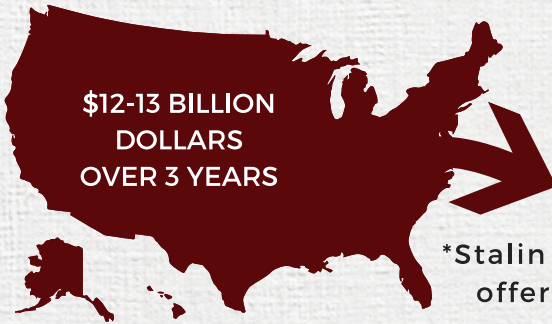 $12-13 BILLION
DOLLARS
OVER 3 YEARS
*Stalin
offer